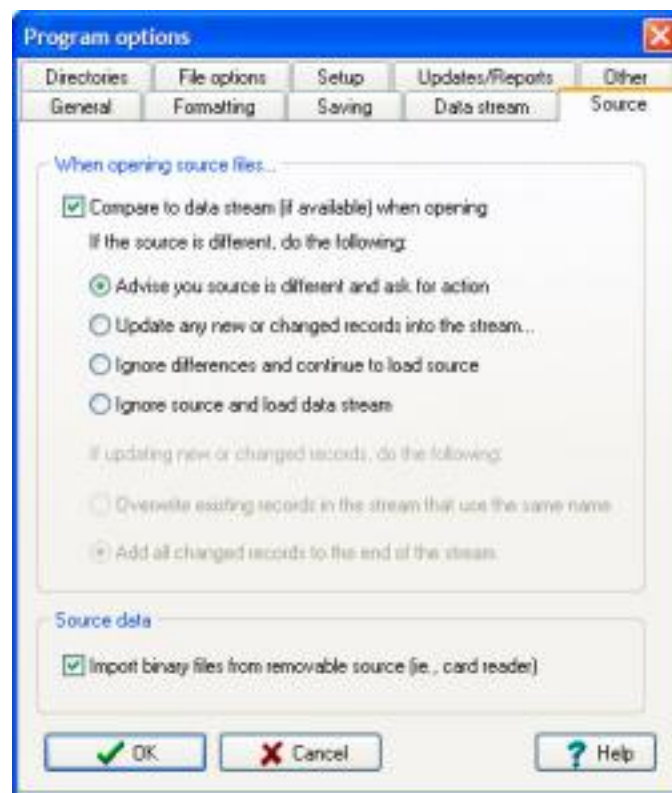 Program options
Directories File options Setup Updates/Reports Other
General Formatting Saving Data stream Source
When opening source files...
Compare to data stream (if available) when opening
If the source is different, do the following:
Advise you source is different and ask for action
Update any new or changed records into the stream...
Ignore differences and continue to load source
Ignore source and load data stream
If updating new or changed records, do the following:
Overwrite existing records in the stream that use the same name
Add all changed records to the end of the stream
Source data
Import binary files from removable source (ie., card reader)
OK Cancel Help